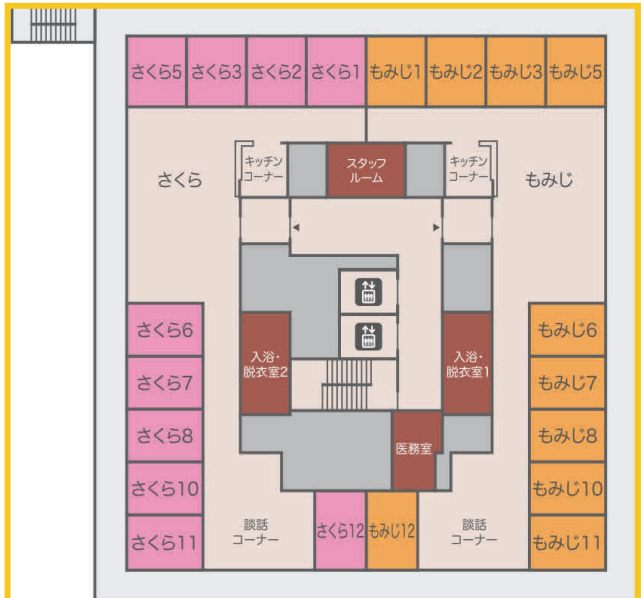 さくら5 さくら3 さくら2 さくら1 もみじ1 もみじ2 もみじ3 もみじ5
キッチン
コーナー
スタッフ
ルーム
キッチン
コーナー
さくら
もみじ
さくら6
もみじ6
入浴・
脱衣室2
入浴・
脱衣室1
さくら7
もみじ7
さくら8
もみじ8
医務室
さくら10
もみじ10
談話
コーナー
さくら12
もみじ12
談話
コーナー
さくら11
もみじ11